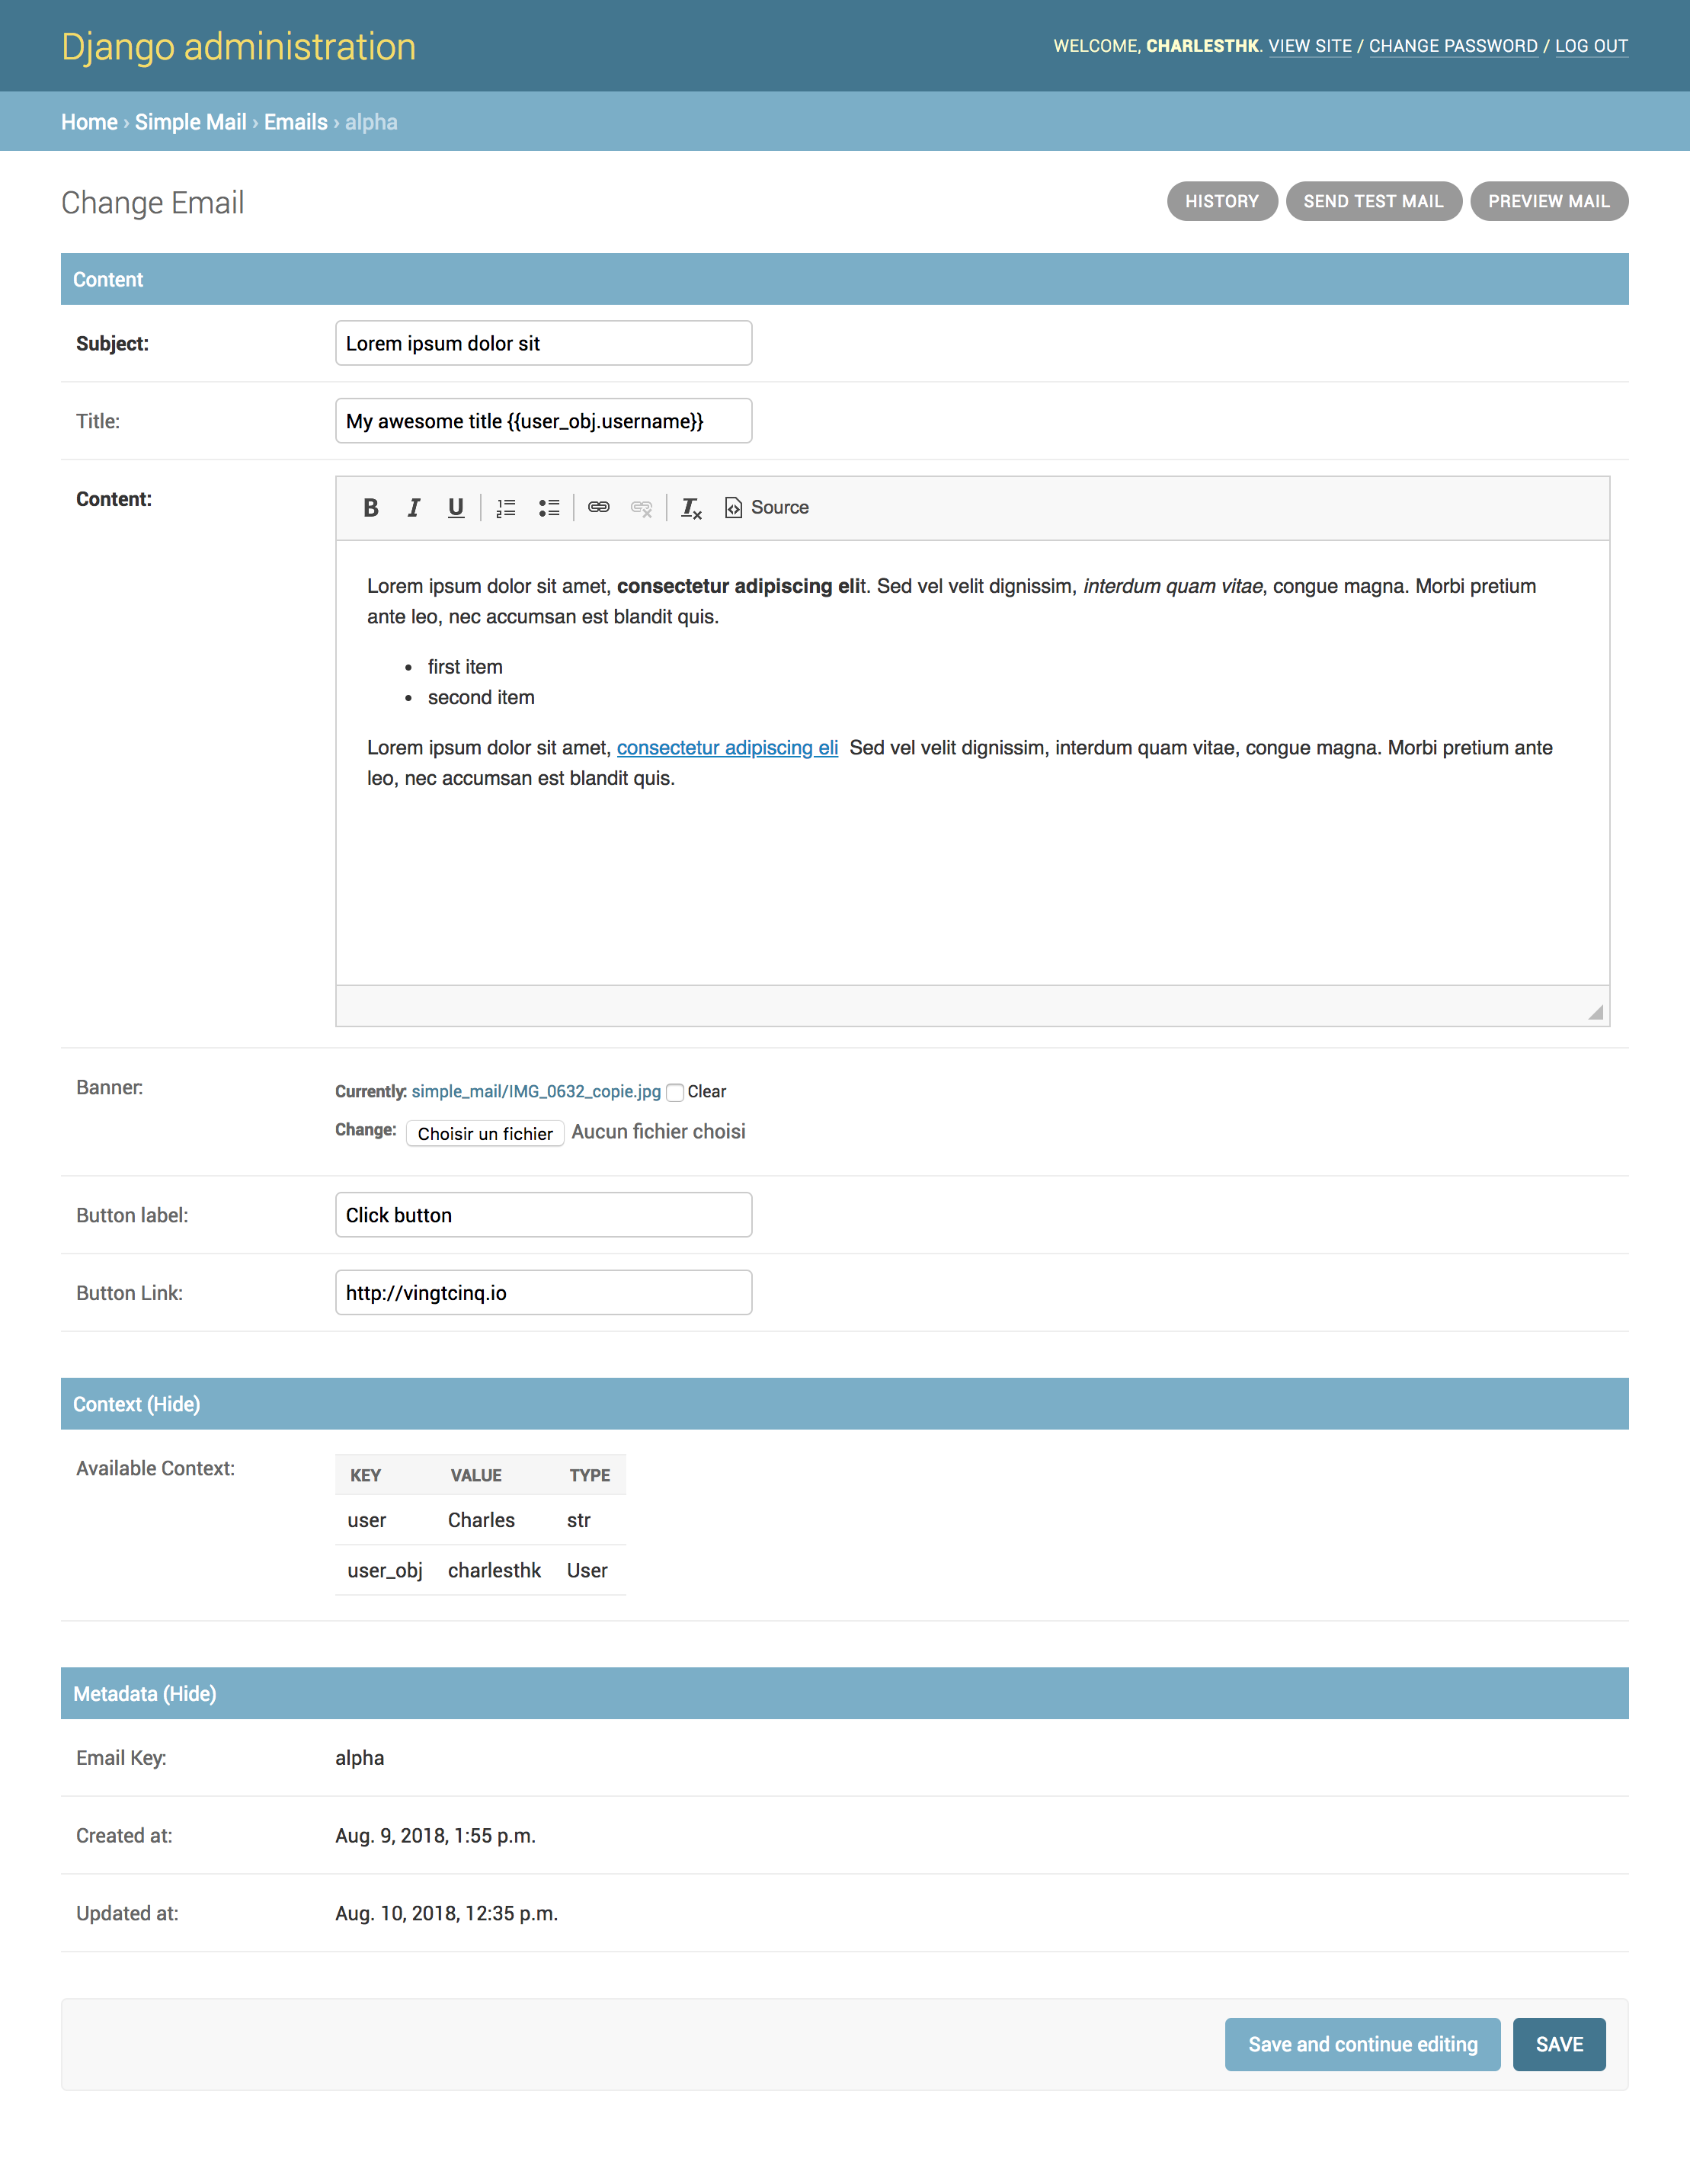 Django administration
WELCOME, CHARLESTHK. VIEW SITE / CHANGE PASSWORD / LOG OUT
Home › Simple Mail › Emails › alpha
Change Email
HISTORY
SEND TEST MAIL
PREVIEW MAIL
Content
Subject:
Lorem ipsum dolor sit
Title:
My awesome title {{user_obj.username}}
Content:
B I U Source
Lorem ipsum dolor sit amet, consectetur adipiscing elit. Sed vel velit dignissim, interdum quam vitae, congue magna. Morbi pretium
ante leo, nec accumsan est blandit quis.
• first item
• second item
Lorem ipsum dolor sit amet, consectetur adipiscing eli  Sed vel velit dignissim, interdum quam vitae, congue magna. Morbi pretium ante
leo, nec accumsan est blandit quis.
Banner:
Currently: simple_mail/IMG_0632_copie.jpg Clear
Change: Choisir un fichier Aucun fichier choisi
Button label:
Click button
Button Link:
http://vingtcinq.io
Context (Hide)
Available Context:
KEY VALUE TYPE
user Charles str
user_obj charlesthk User
Metadata (Hide)
Email Key: alpha
Created at: Aug. 9, 2018, 1:55 p.m.
Updated at: Aug. 10, 2018, 12:35 p.m.
Save and continue editing
SAVE